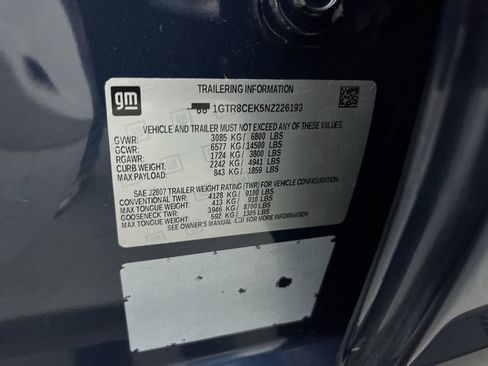 TRAILERING INFORMATION
gm
1GTR8CEK5NZ226193
VEHICLE AND TRAILER MUST NOT EXCEED ANY OF THESE WEIGHTS:
GVWR: 3085 KG/ 6800 LBS
GCWR: 6577 KG/14500 LBS
RGAWR: 1724 KG/ 3800 LBS
CURB WEIGHT: 2242 KG/ 4941 LBS
MAX PAYLOAD: 843 KG/ 1859 LBS
SAE J2807 TRAILER WEIGHT RATING (TWR) FOR VEHICLE CONFIGURATION.
CONVENTIONAL TWR: 4128 KG/ 9100 LBS
MAX TONGUE WEIGHT: 413 KG/ 910 LBS
GOOSENECK TWR: 3946 KG/ 8700 LBS
MAX TONGUE WEIGHT: 592 KG/ 1305 LBS
SEE OWNER'S MANUAL FOR MORE INFORMATION